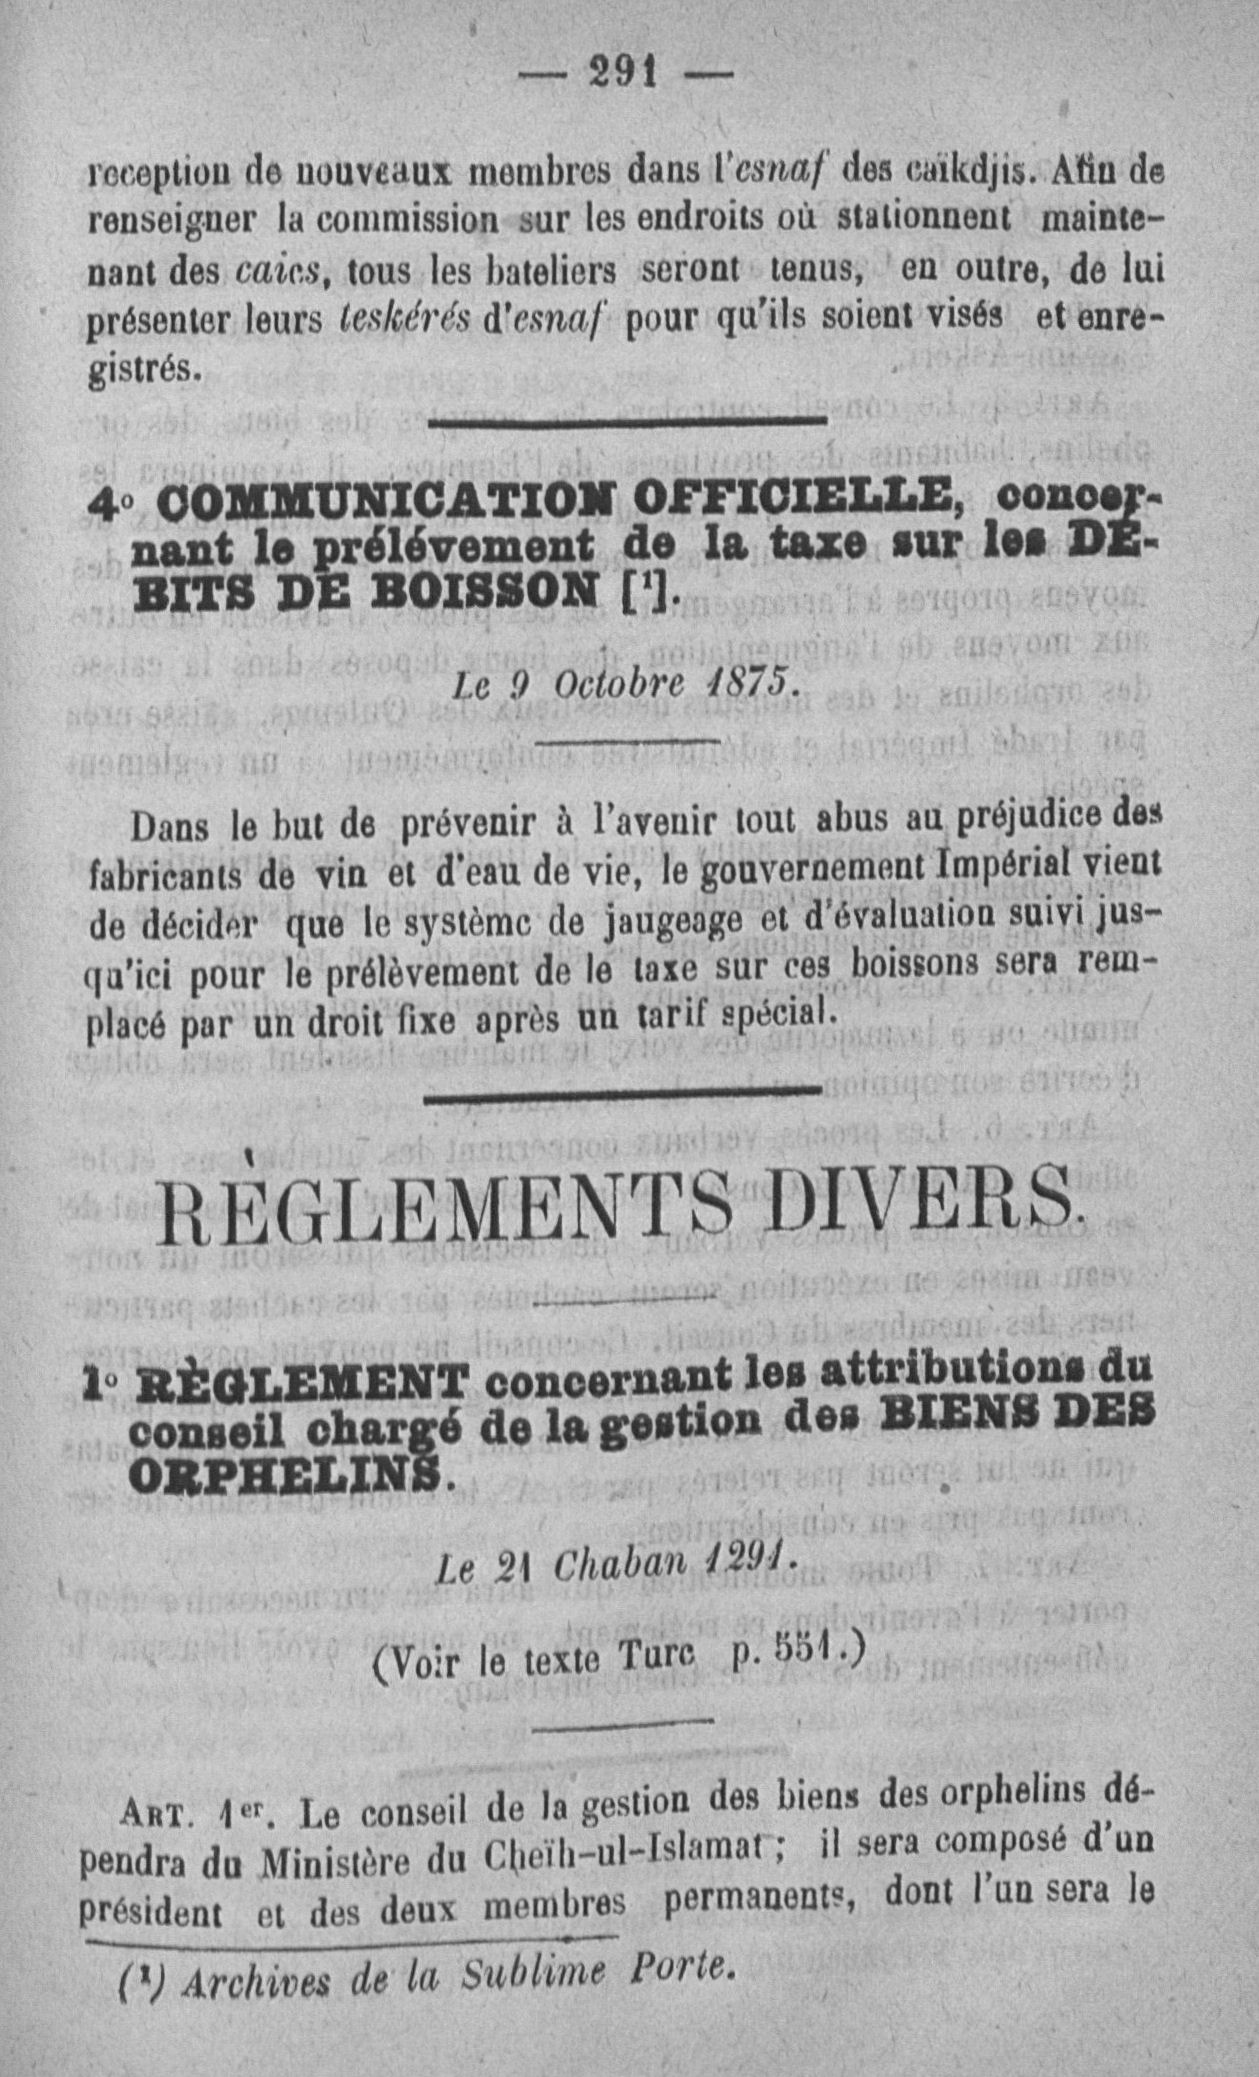 — 291 —
reception de nouveaux membres dans l'esnaf des caïkdjis. Afin de
renseigner la commission sur les endroits où stationnent mainte-
nant des caics, tous les bateliers seront tenus, en outre, de lui
présenter leurs teskérés d'esnaf pour qu'ils soient visés et enre-
gistrés.
4º COMMUNICATION OFFICIELLE, concer-
nant le prélévement de la taxe sur les DÉ-
BITS DE BOISSON [¹].
Le 9 Octobre 1875.
Dans le but de prévenir à l'avenir tout abus au préjudice des
fabricants de vin et d'eau de vie, le gouvernement Impérial vient
de décider que le système de jaugeage et d'évaluation suivi jus-
qu'ici pour le prélèvement de le taxe sur ces boissons sera rem-
placé par un droit fixe après un tarif spécial.
RÈGLEMENTS DIVERS.
1º RÈGLEMENT concernant les attributions du
conseil chargé de la gestion des BIENS DES
ORPHELINS.
Le 21 Chaban 1291.
(Voir le texte Turc p. 551.)
ART. 1er. Le conseil de la gestion des biens des orphelins dé-
pendra du Ministère du Cheïh-ul-Islamat ; il sera composé d'un
président et des deux membres permanents, dont l'un sera le
(¹) Archives de la Sublime Porte.